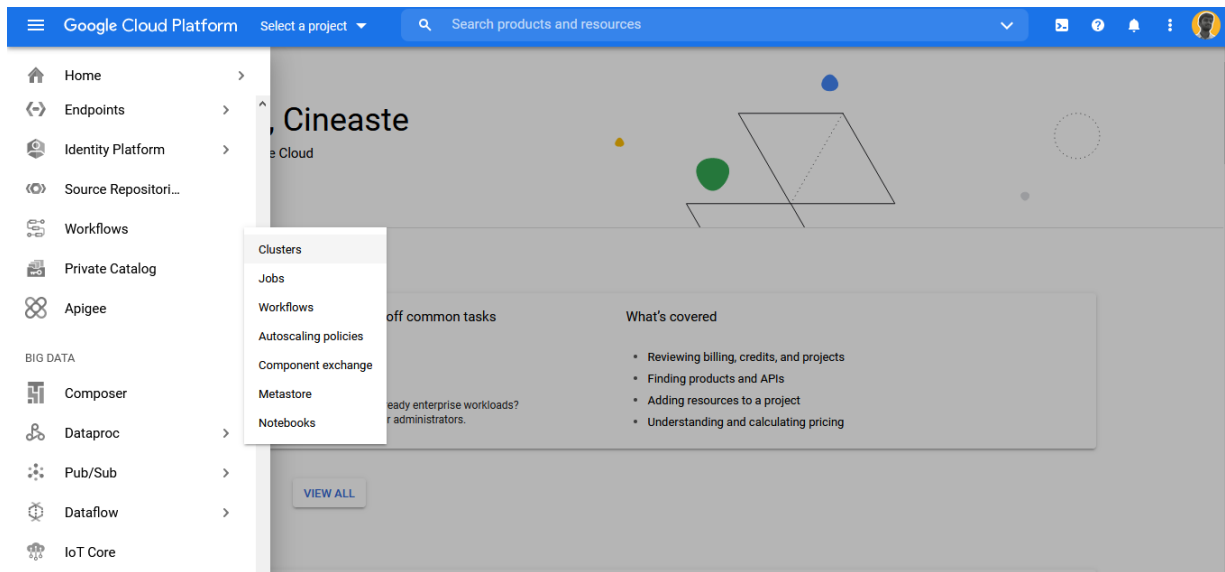 Google Cloud Platform
Select a project
Search products and resources
Home
Endpoints
Identity Platform
Source Repositori...
Workflows
Private Catalog
Apigee
BIG DATA
Composer
Dataproc
Pub/Sub
Dataflow
IoT Core
Clusters
Jobs
Workflows
Autoscaling policies
Component exchange
Metastore
Notebooks
, Cineaste
e Cloud
off common tasks
eady enterprise workloads?
r administrators.
What's covered
• Reviewing billing, credits, and projects
• Finding products and APIs
• Adding resources to a project
• Understanding and calculating pricing
VIEW ALL